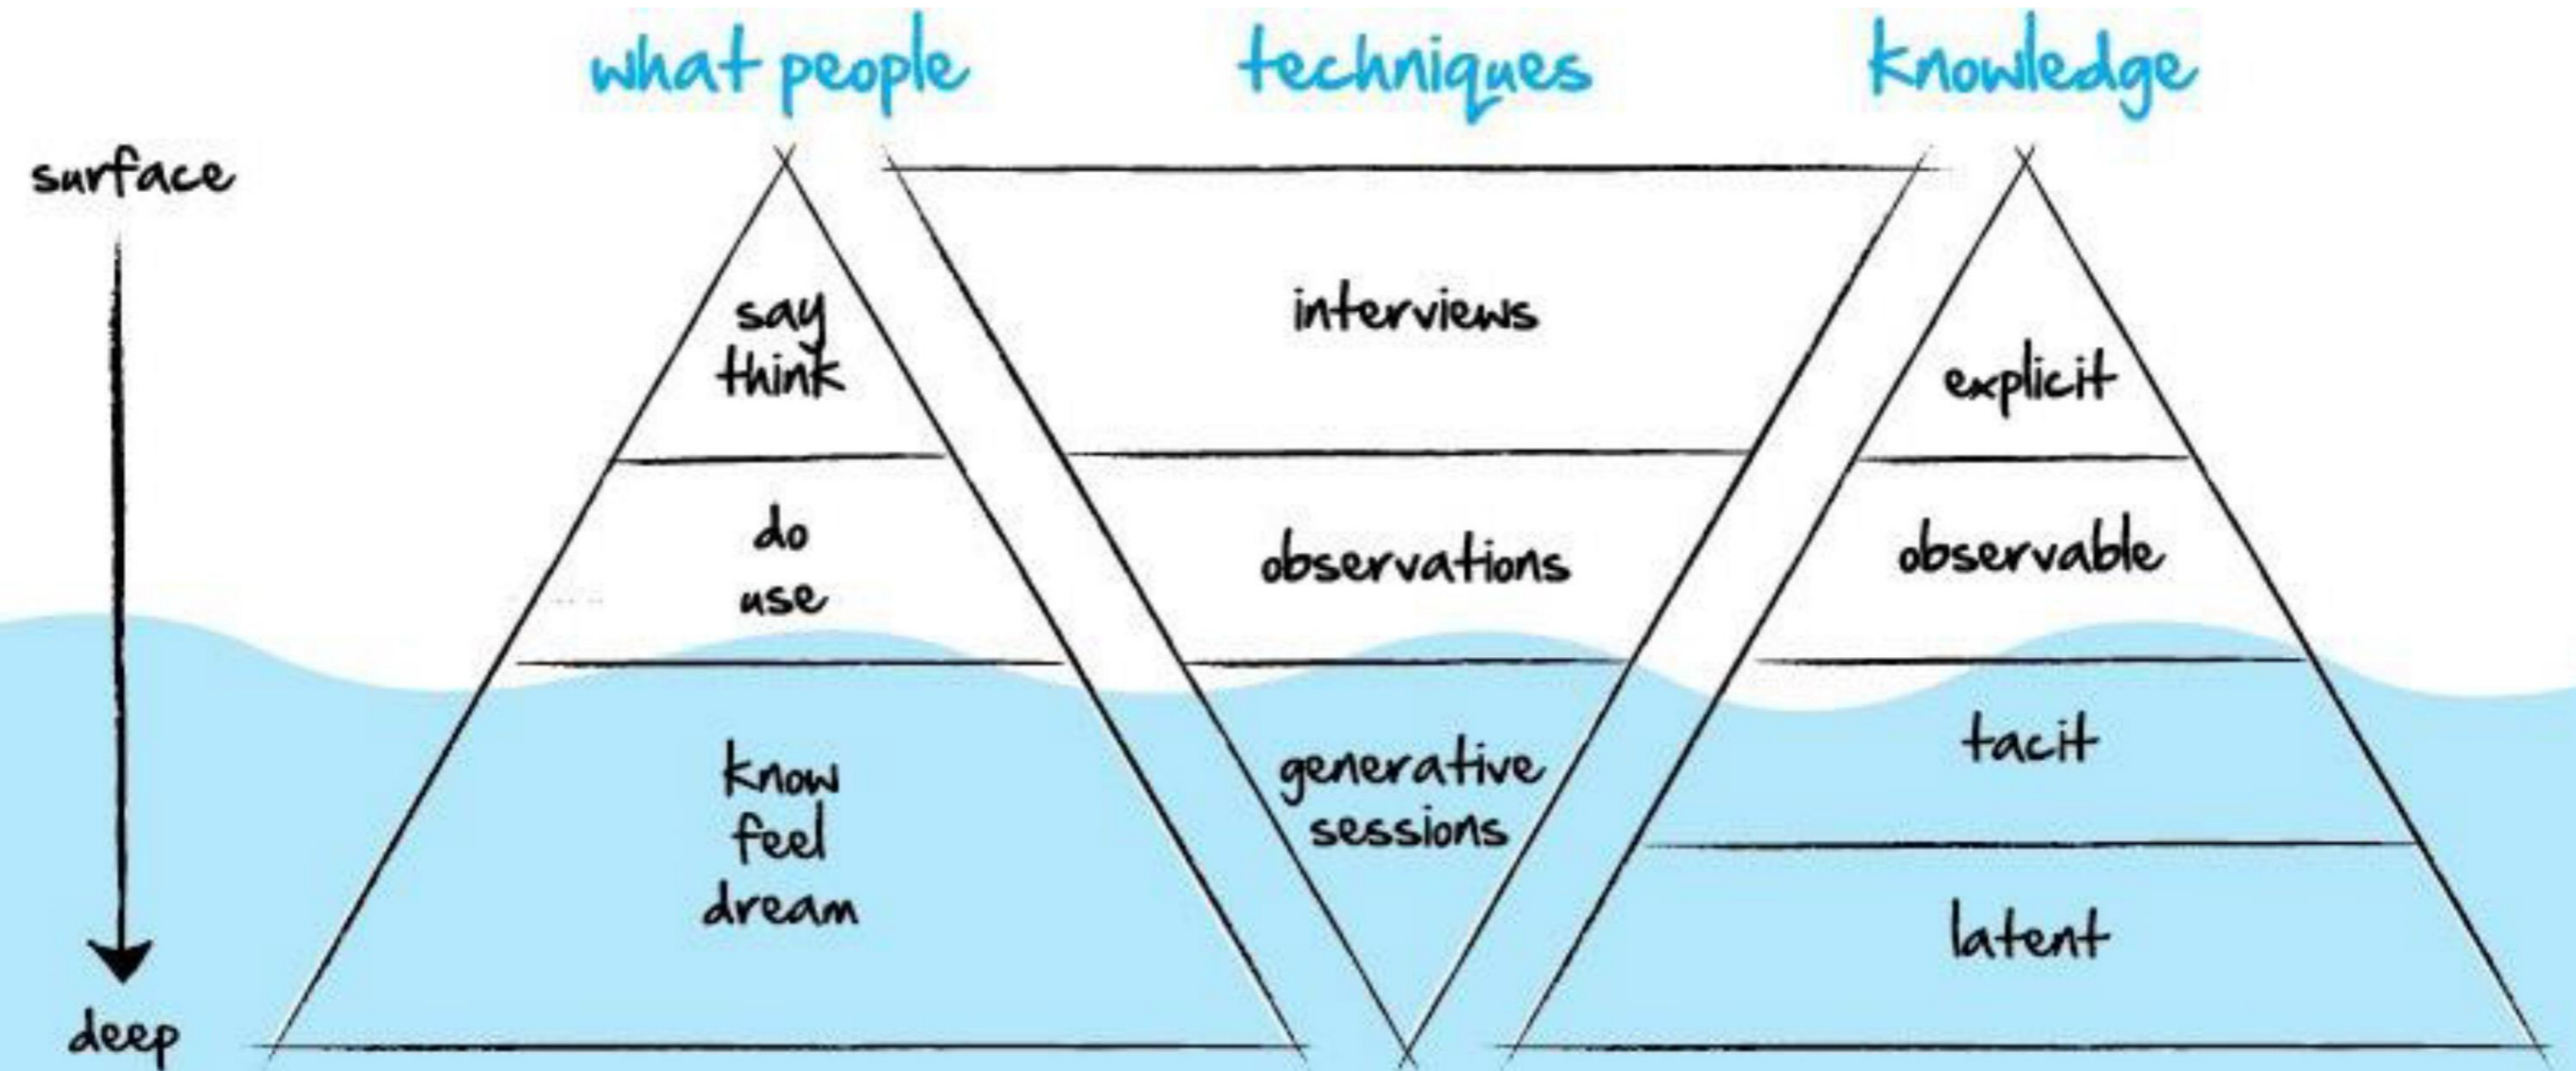 what people
techniques
knowledge
surface
say
think
interviews
explicit
do
use
observations
observable
know
feel
dream
generative
sessions
tacit
latent
deep